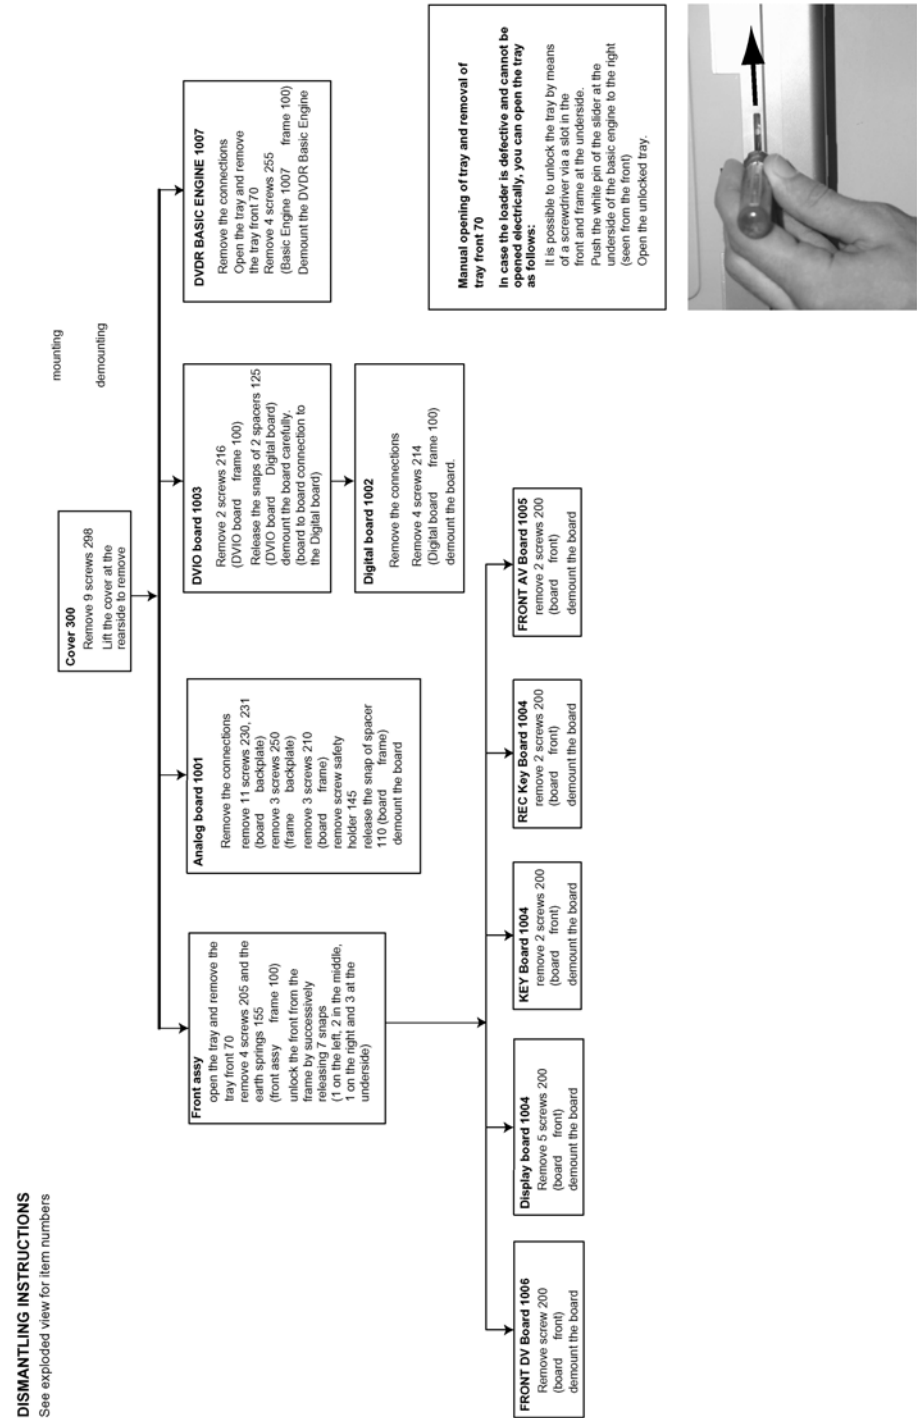 DISMANTLING INSTRUCTIONS
See exploded view for item numbers
mounting
demounting
Cover 300
Remove 9 screws 298
Lift the cover at the
rearside to remove
Front assy
open the tray and remove the
tray front 70
remove 4 screws 205 and the
earth springs 155
(front assy frame 100)
unlock the front from the
frame by successively
releasing 7 snaps
(1 on the left, 2 in the middle,
1 on the right and 3 at the
underside)
Analog board 1001
Remove the connections
remove 11 screws 230, 231
(board backplate)
remove 3 screws 250
(frame backplate)
remove 3 screws 210
(board frame)
remove screw safety
holder 145
release the snap of spacer
110 (board frame)
demount the board
DVIO board 1003
Remove 2 screws 216
(DVIO board frame 100)
Release the snaps of 2 spacers 125
(DVIO board Digital board)
demount the board carefully.
(board to board connection to
the Digital board)
DVDR BASIC ENGINE 1007
Remove the connections
Open the tray and remove
the tray front 70
Remove 4 screws 255
(Basic Engine 1007 frame 100)
Demount the DVDR Basic Engine
Digital board 1002
Remove the connections
Remove 4 screws 214
(Digital board frame 100)
demount the board.
FRONT DV Board 1006
Remove screw 200
(board front)
demount the board
Display board 1004
Remove 5 screws 200
(board front)
demount the board
KEY Board 1004
remove 2 screws 200
(board front)
demount the board
REC Key Board 1004
remove 2 screws 200
(board front)
demount the board
FRONT AV Board 1005
remove 2 screws 200
(board front)
demount the board
Manual opening of tray and removal of
tray front 70
In case the loader is defective and cannot be
opened electrically, you can open the tray
as follows:
It is possible to unlock the tray by means
of a screwdriver via a slot in the
front and frame at the underside.
Push the white pin of the slider at the
underside of the basic engine to the right
(seen from the front)
Open the unlocked tray.